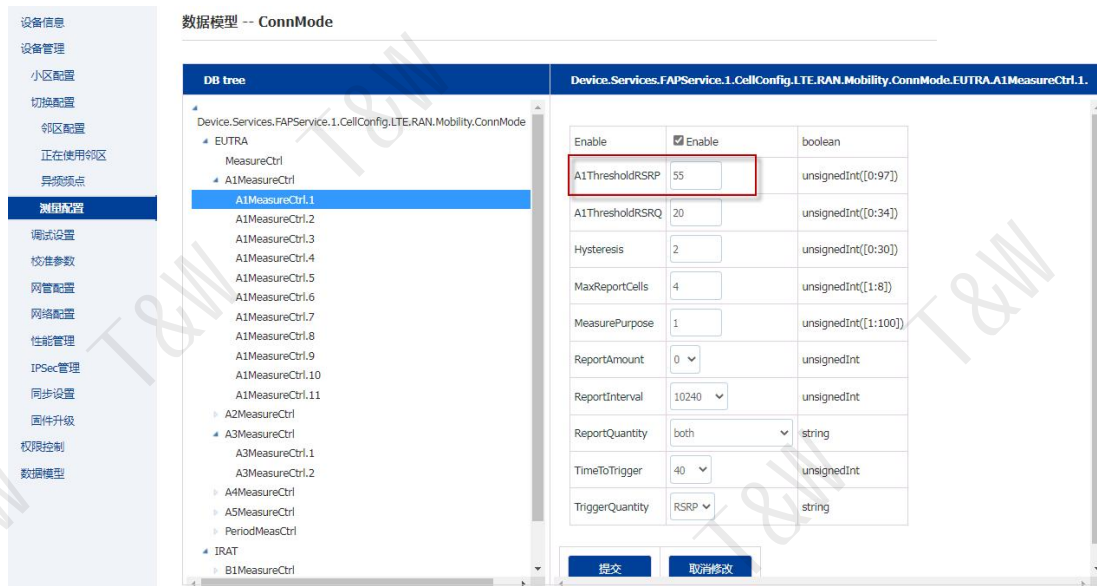 设备信息
设备管理
小区配置
切换配置
邻区配置
正在使用邻区
异频频点
测量配置
调试设置
校准参数
网管配置
网络配置
性能管理
IPSec管理
同步设置
固件升级
权限控制
数据模型
数据模型 -- ConnMode
DB tree
Device.Services.FAPService.1.CellConfig.LTE.RAN.Mobility.ConnMode
EUTRA
MeasureCtrl
A1MeasureCtrl
A1MeasureCtrl.1
A1MeasureCtrl.2
A1MeasureCtrl.3
A1MeasureCtrl.4
A1MeasureCtrl.5
A1MeasureCtrl.6
A1MeasureCtrl.7
A1MeasureCtrl.8
A1MeasureCtrl.9
A1MeasureCtrl.10
A1MeasureCtrl.11
A2MeasureCtrl
A3MeasureCtrl
A3MeasureCtrl.1
A3MeasureCtrl.2
A4MeasureCtrl
A5MeasureCtrl
PeriodMeasCtrl
IRAT
B1MeasureCtrl
Device.Services.FAPService.1.CellConfig.LTE.RAN.Mobility.ConnMode.EUTRA.A1MeasureCtrl.1.
Enable Enable boolean
A1ThresholdRSRP 55 unsignedInt([0:97])
A1ThresholdRSRQ 20 unsignedInt([0:34])
Hysteresis 2 unsignedInt([0:30])
MaxReportCells 4 unsignedInt([1:8])
MeasurePurpose 1 unsignedInt([1:100])
ReportAmount 0 unsignedInt
ReportInterval 10240 unsignedInt
ReportQuantity both string
TimeToTrigger 40 unsignedInt
TriggerQuantity RSRP string
提交 取消修改
T&W
T&W
T&W
T&W
W